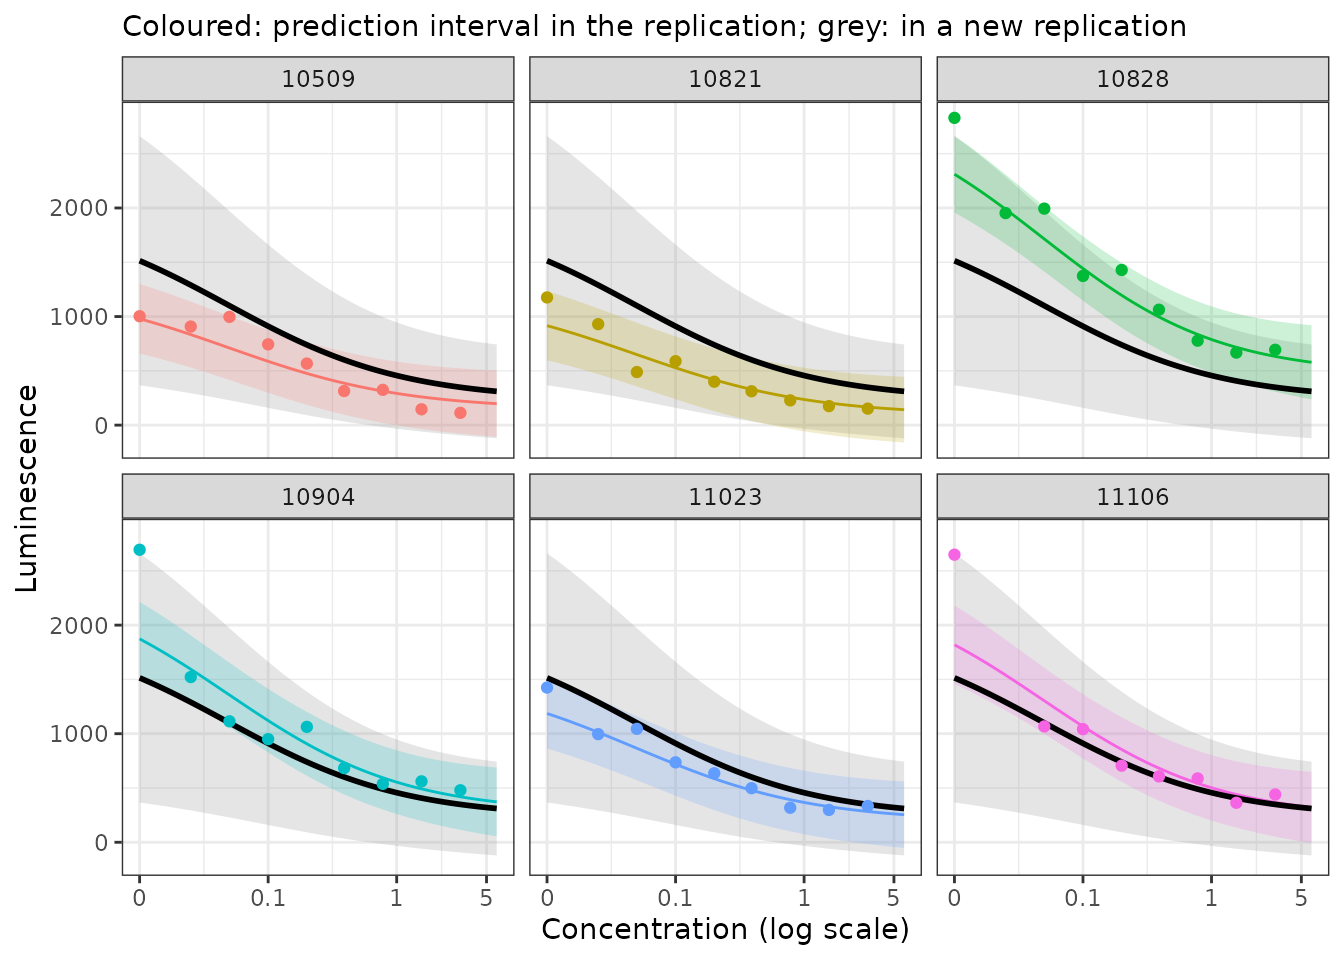 Coloured: prediction interval in the replication; grey: in a new replication
10509 10821 10828
2000
1000
0
10904 11023 11106
2000
1000
0
0 0.1 1 5 0 0.1 1 5 0 0.1 1 5
Concentration (log scale)
Luminescence